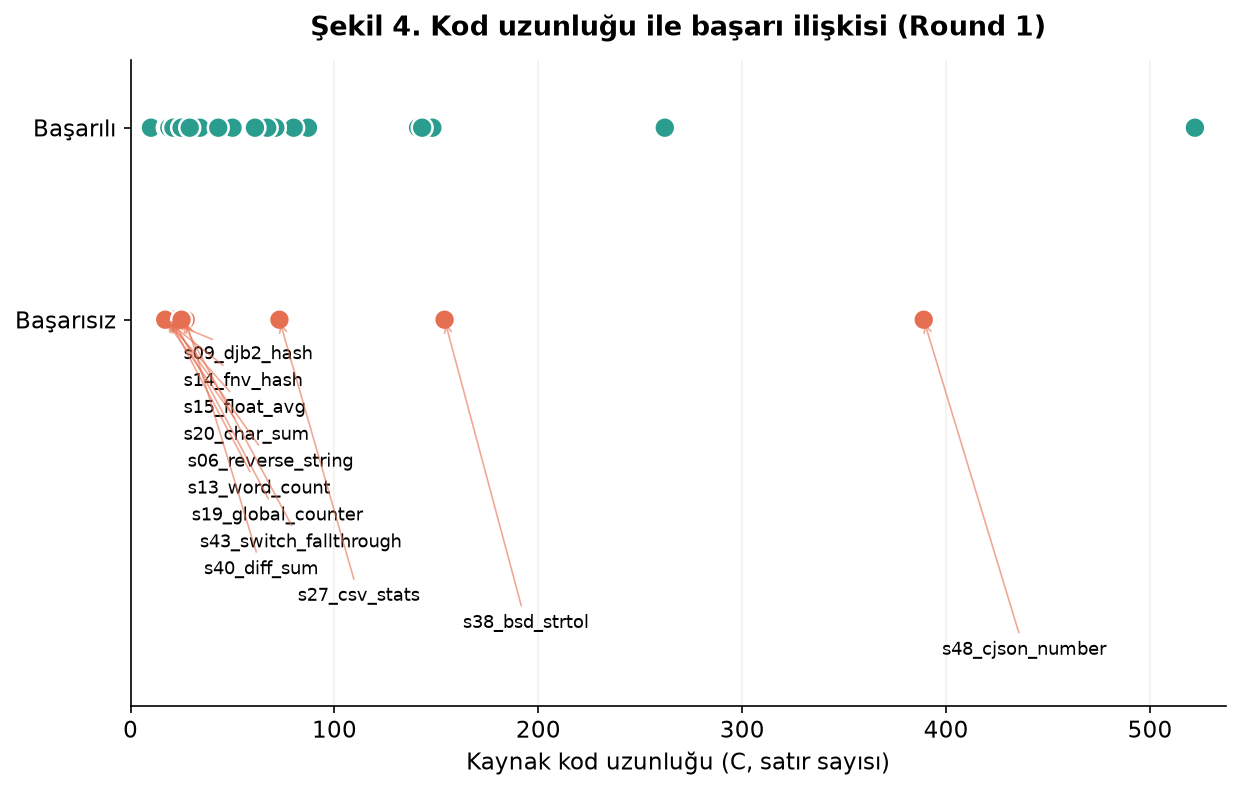 Şekil 4. Kod uzunluğu ile başarı ilişkisi (Round 1)
Başarılı
Başarısız
s09_djb2_hash
s14_fnv_hash
s15_float_avg
s20_char_sum
s06_reverse_string
s13_word_count
s19_global_counter
s43_switch_fallthrough
s40_diff_sum
s27_csv_stats
s38_bsd_strtol
s48_cjson_number
0 100 200 300 400 500
Kaynak kod uzunluğu (C, satır sayısı)